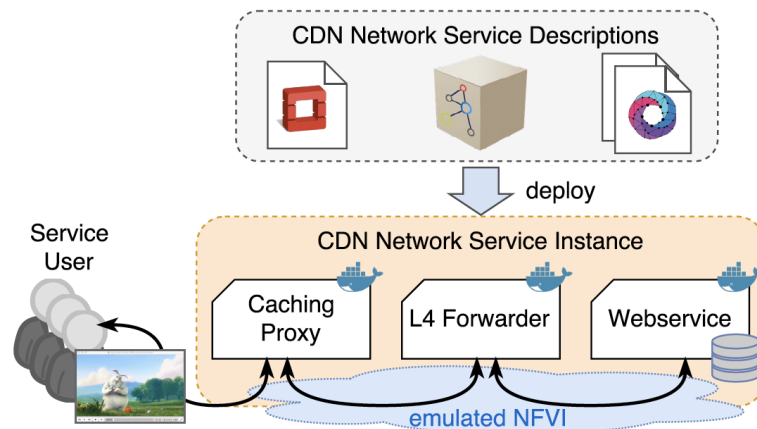 CDN Network Service Descriptions
deploy
Service
User
CDN Network Service Instance
Caching
Proxy
L4 Forwarder
Webservice
emulated NFVI